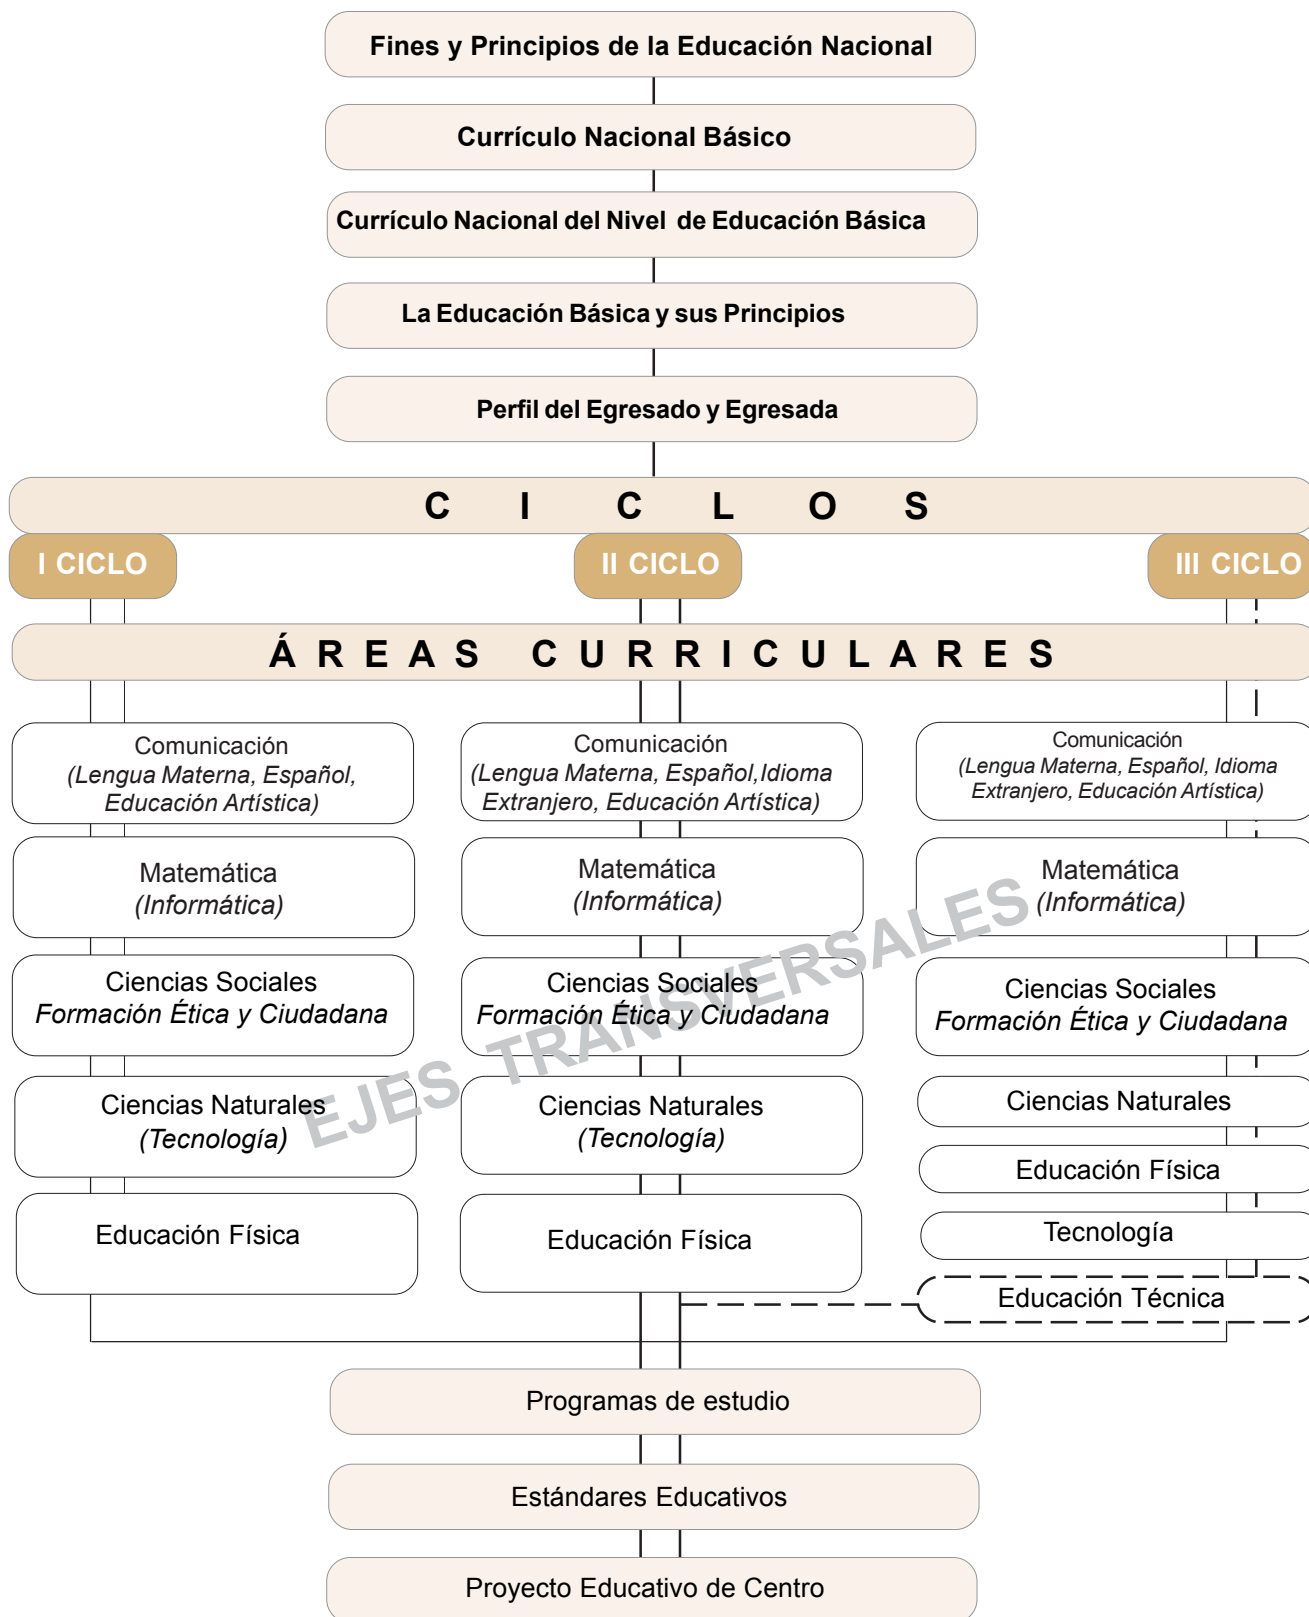 Fines y Principios de la Educación Nacional
Currículo Nacional Básico
Currículo Nacional del Nivel de Educación Básica
La Educación Básica y sus Principios
Perfil del Egresado y Egresada
C I C L O S
I CICLO
II CICLO
III CICLO
ÁREAS CURRICULARES
Comunicación
(Lengua Materna, Español,
Educación Artística)
Matemática
(Informática)
Ciencias Sociales
Formación Ética y Ciudadana
Ciencias Naturales
(Tecnología)
Educación Física
Comunicación
(Lengua Materna, Español,Idioma
Extranjero, Educación Artística)
Matemática
(Informática)
Ciencias Sociales
Formación Ética y Ciudadana
Ciencias Naturales
(Tecnología)
Educación Física
Comunicación
(Lengua Materna, Español, Idioma
Extranjero, Educación Artística)
Matemática
(Informática)
Ciencias Sociales
Formación Ética y Ciudadana
Ciencias Naturales
Educación Física
Tecnología
Educación Técnica
EJES TRANSVERSALES
Programas de estudio
Estándares Educativos
Proyecto Educativo de Centro